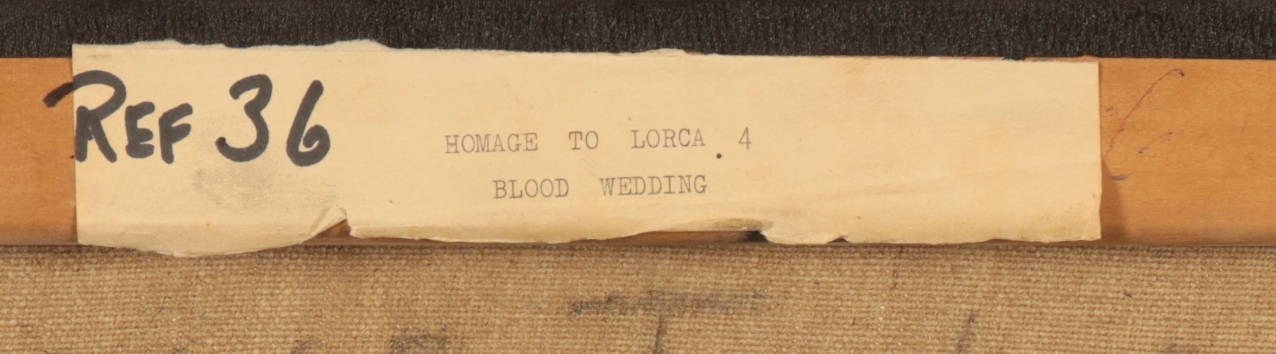 REF 36
HOMAGE TO LORCA. 4
BLOOD WEDDING